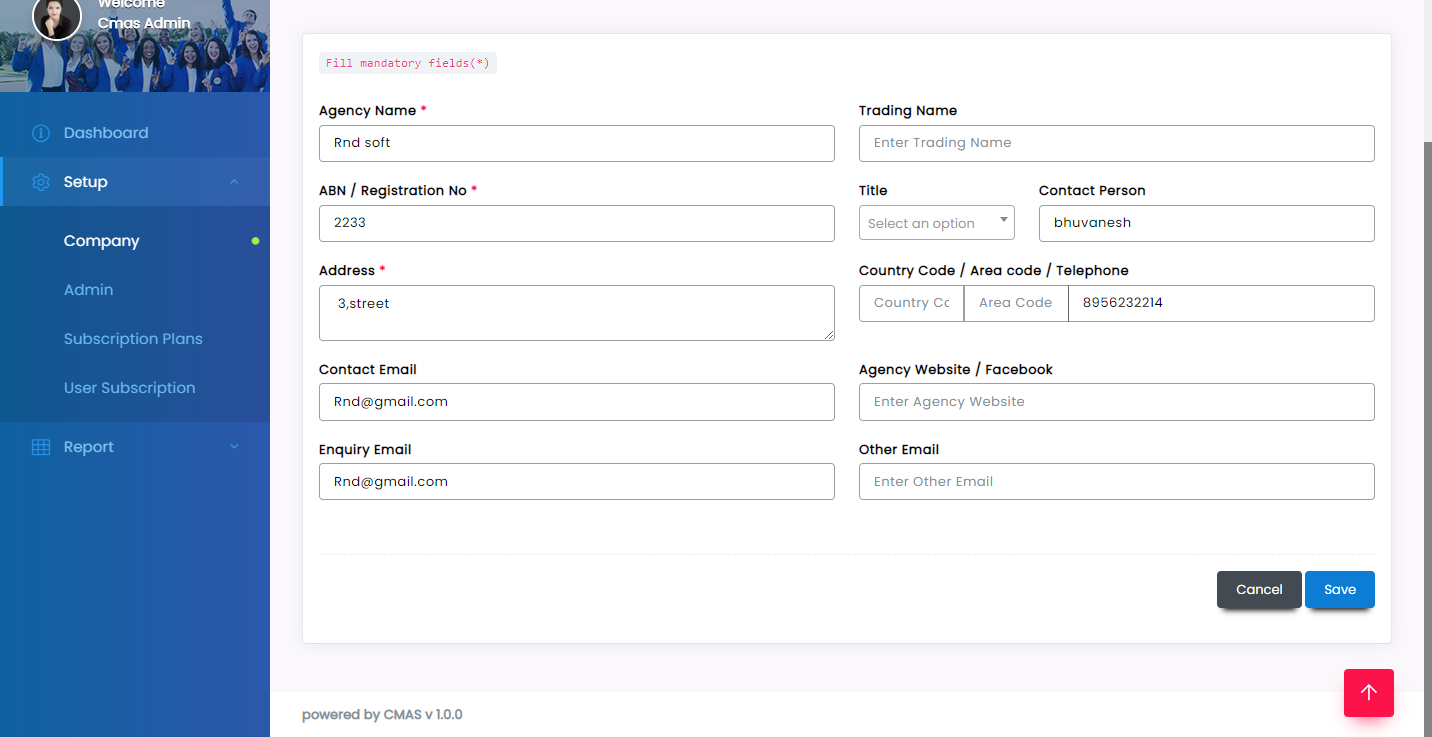 Welcome
Cmas Admin
Dashboard
Setup
Company
Admin
Subscription Plans
User Subscription
Report
Fill mandatory fields(*)
Agency Name *
Rnd soft
Trading Name
Enter Trading Name
ABN / Registration No *
2233
Title
Select an option
Contact Person
bhuvanesh
Address *
3,street
Country Code / Area code / Telephone
Country Cc Area Code 8956232214
Contact Email
Rnd@gmail.com
Agency Website / Facebook
Enter Agency Website
Enquiry Email
Rnd@gmail.com
Other Email
Enter Other Email
Cancel Save
powered by CMAS v 1.0.0